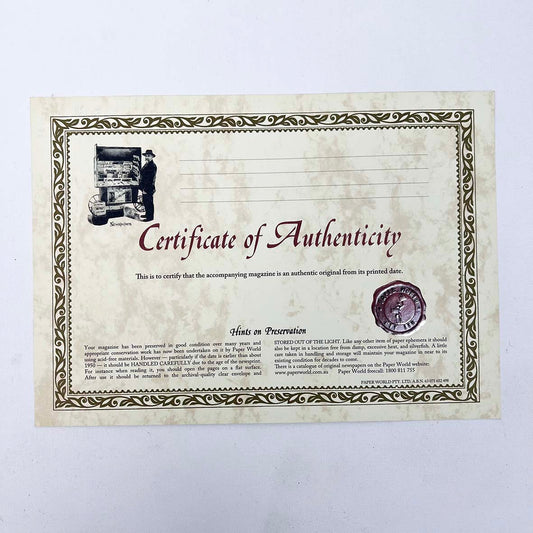 Newspapers
Certificate of Authenticity
This is to certify that the accompanying magazine is an authentic original from its printed date.
Hints on Preservation
Your magazine has been preserved in good condition over many years and
appropriate conservation work has now been undertaken on it by Paper World
using acid-free materials. However — particularly if the date is earlier than about
1950 — it should be HANDLED CAREFULLY due to the age of the newsprint.
For instance when reading it, you should open the pages on a flat surface.
After use it should be returned to the archival-quality clear envelope and
STORED OUT OF THE LIGHT. Like any other item of paper ephemera it should
also be kept in a location free from damp, excessive heat, and silverfish. A little
care taken in handling and storage will maintain your magazine in near to its
existing condition for decades to come.
There is a catalogue of original newspapers on the Paper World website:
www.paperworld.com.au Paper World freecall: 1800 811 755
PAPER WORLD PTY. LTD. A.B.N.